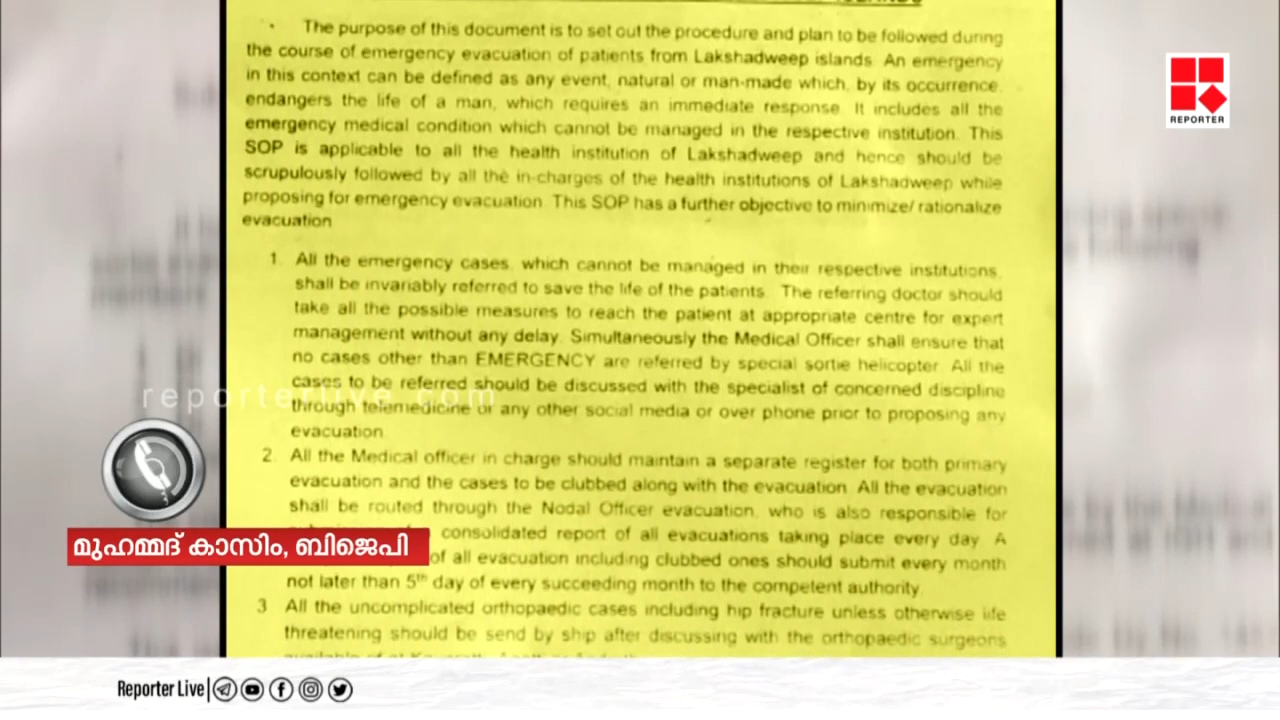 The purpose of this document is to set out the procedure and plan to be followed during
the course of emergency evacuation of patients from Lakshadweep islands. An emergency
in this context can be defined as any event, natural or man-made which, by its occurrence,
endangers the life of a man, which requires an immediate response. It includes all the
emergency medical condition which cannot be managed in the respective institution. This
SOP is applicable to all the health institution of Lakshadweep and hence should be
scrupulously followed by all the in-charges of the health institutions of Lakshadweep while
proposing for emergency evacuation. This SOP has a further objective to minimize/ rationalize
evacuation
REPORTER
1. All the emergency cases, which cannot be managed in their respective institutions,
shall be invariably referred to save the life of the patients. The referring doctor should
take all the possible measures to reach the patient at appropriate centre for expert
management without any delay. Simultaneously the Medical Officer shall ensure that
no cases other than EMERGENCY are referred by special sortie helicopter. All the
cases to be referred should be discussed with the specialist of concerned discipline
through telemedicine or any other social media or over phone prior to proposing any
evacuation
reporterlive.com
2. All the Medical officer in charge should maintain a separate register for both primary
evacuation and the cases to be clubbed along with the evacuation. All the evacuation
shall be routed through the Nodal Officer evacuation, who is also responsible for
consolidated report of all evacuations taking place every day. A
of all evacuation including clubbed ones should submit every month
not later than 5th day of every succeeding month to the competent authority.
3 All the uncomplicated orthopaedic cases including hip fracture unless otherwise life
threatening should be send by ship after discussing with the orthopaedic surgeons
മുഹമ്മദ് കാസിം, ബിജെപി
Reporter Live